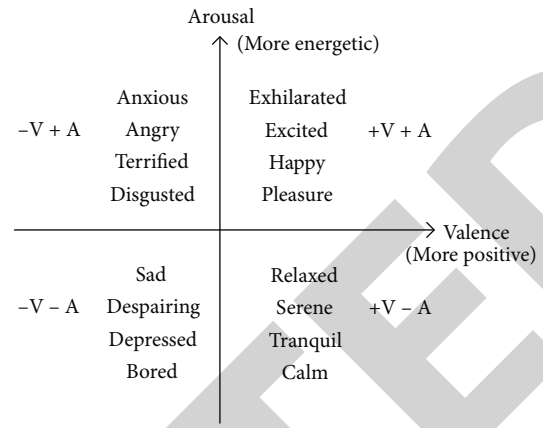 Arousal
(More energetic)
Anxious
Exhilarated
–V + A
Angry
Excited
+V + A
Terrified
Happy
Disgusted
Pleasure
Valence
(More positive)
Sad
Relaxed
–V – A
Despairing
Serene
+V – A
Depressed
Tranquil
Bored
Calm